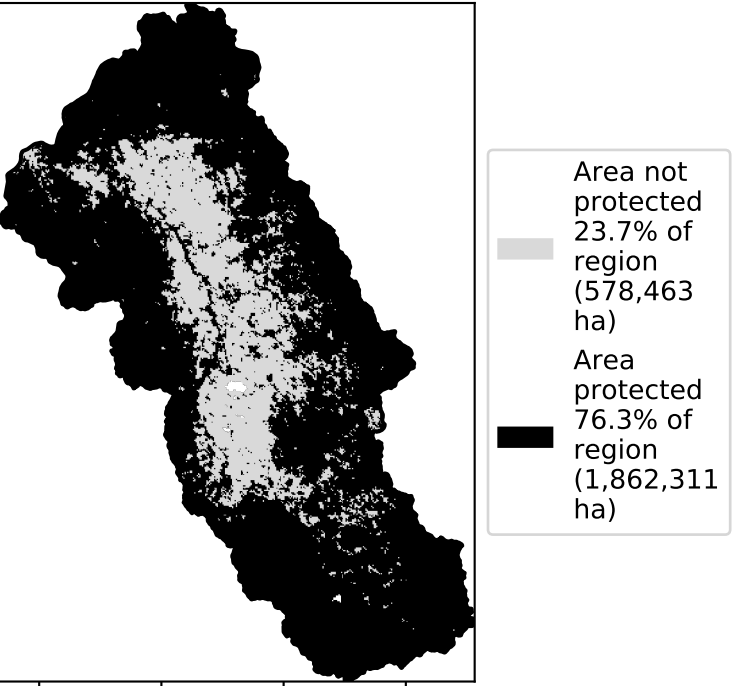 Area not
protected
23.7% of
region
(578,463
ha)
Area
protected
76.3% of
region
(1,862,311
ha)